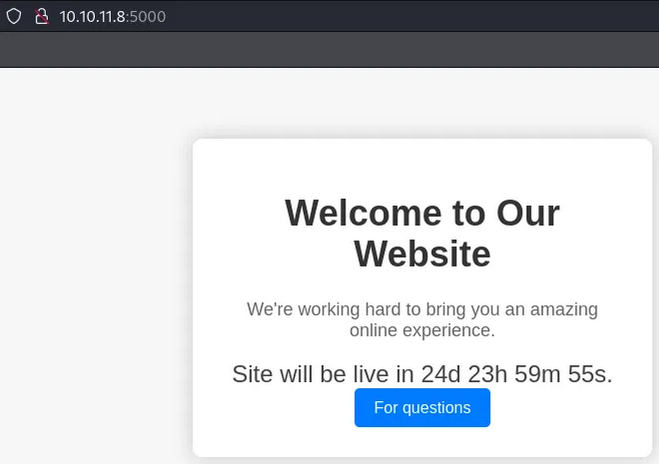 10.10.11.8:5000
Welcome to Our
Website
We're working hard to bring you an amazing
online experience.
Site will be live in 24d 23h 59m 55s.
For questions